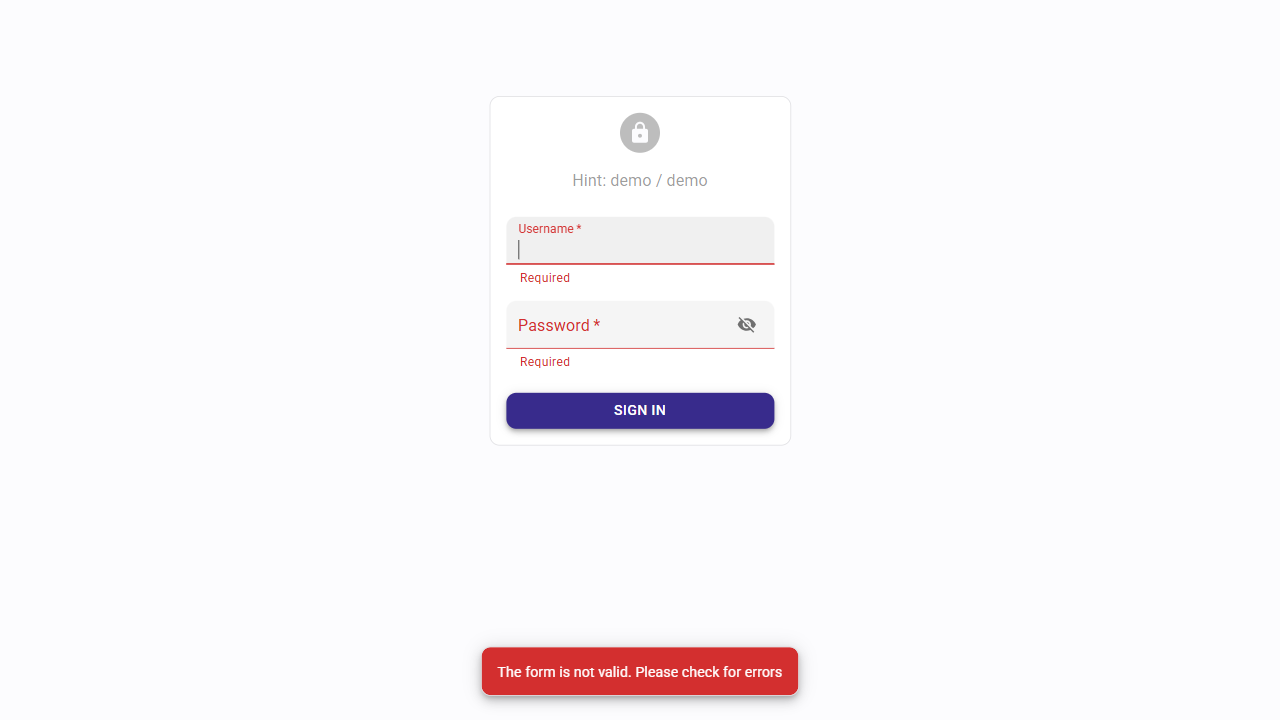 Hint: demo / demo
Username *
Required
Password *
Required
SIGN IN
The form is not valid. Please check for errors